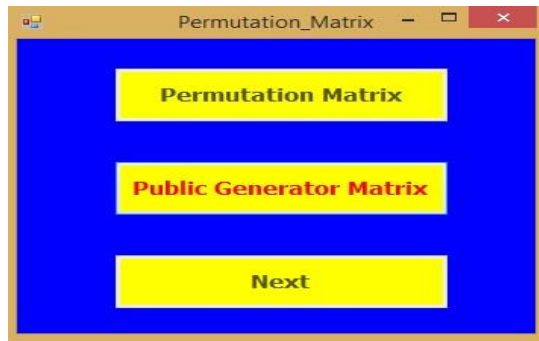 Permutation_Matrix
Permutation Matrix
Public Generator Matrix
Next